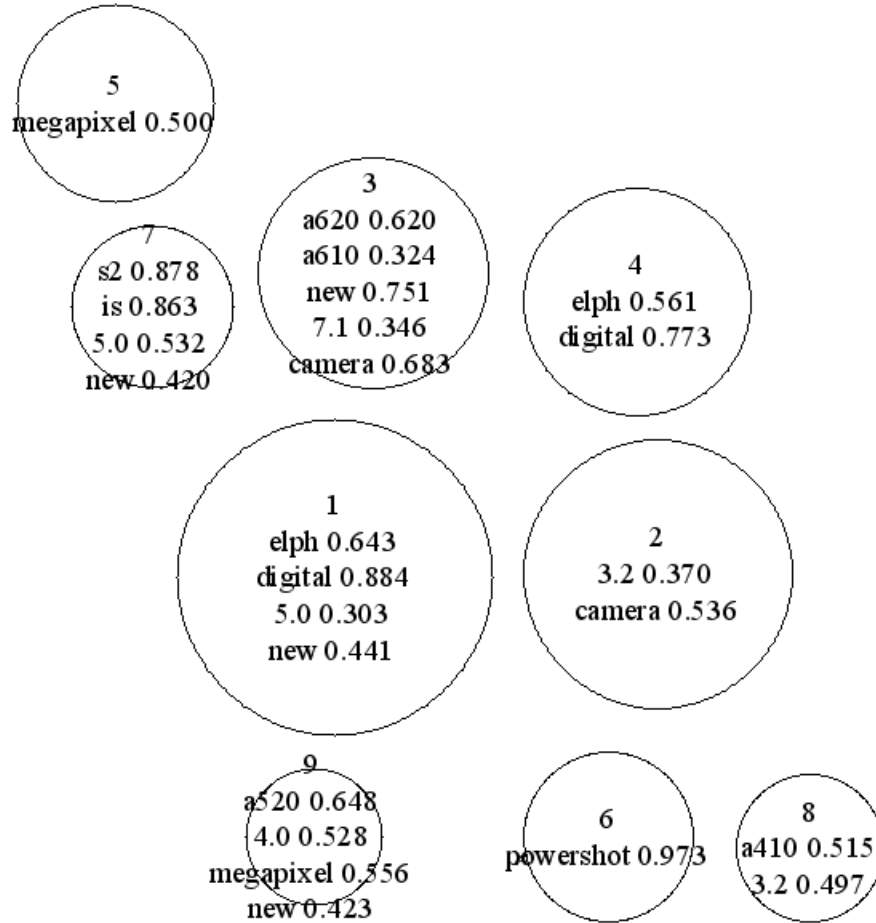 5
megapixel 0.500
3
a620 0.620
a610 0.324
new 0.751
7.1 0.346
camera 0.683
7
s2 0.878
is 0.863
5.0 0.532
new 0.420
4
elph 0.561
digital 0.773
1
elph 0.643
digital 0.884
5.0 0.303
new 0.441
2
3.2 0.370
camera 0.536
9
a520 0.648
4.0 0.528
megapixel 0.556
new 0.423
6
powershot 0.973
8
a410 0.515
3.2 0.497